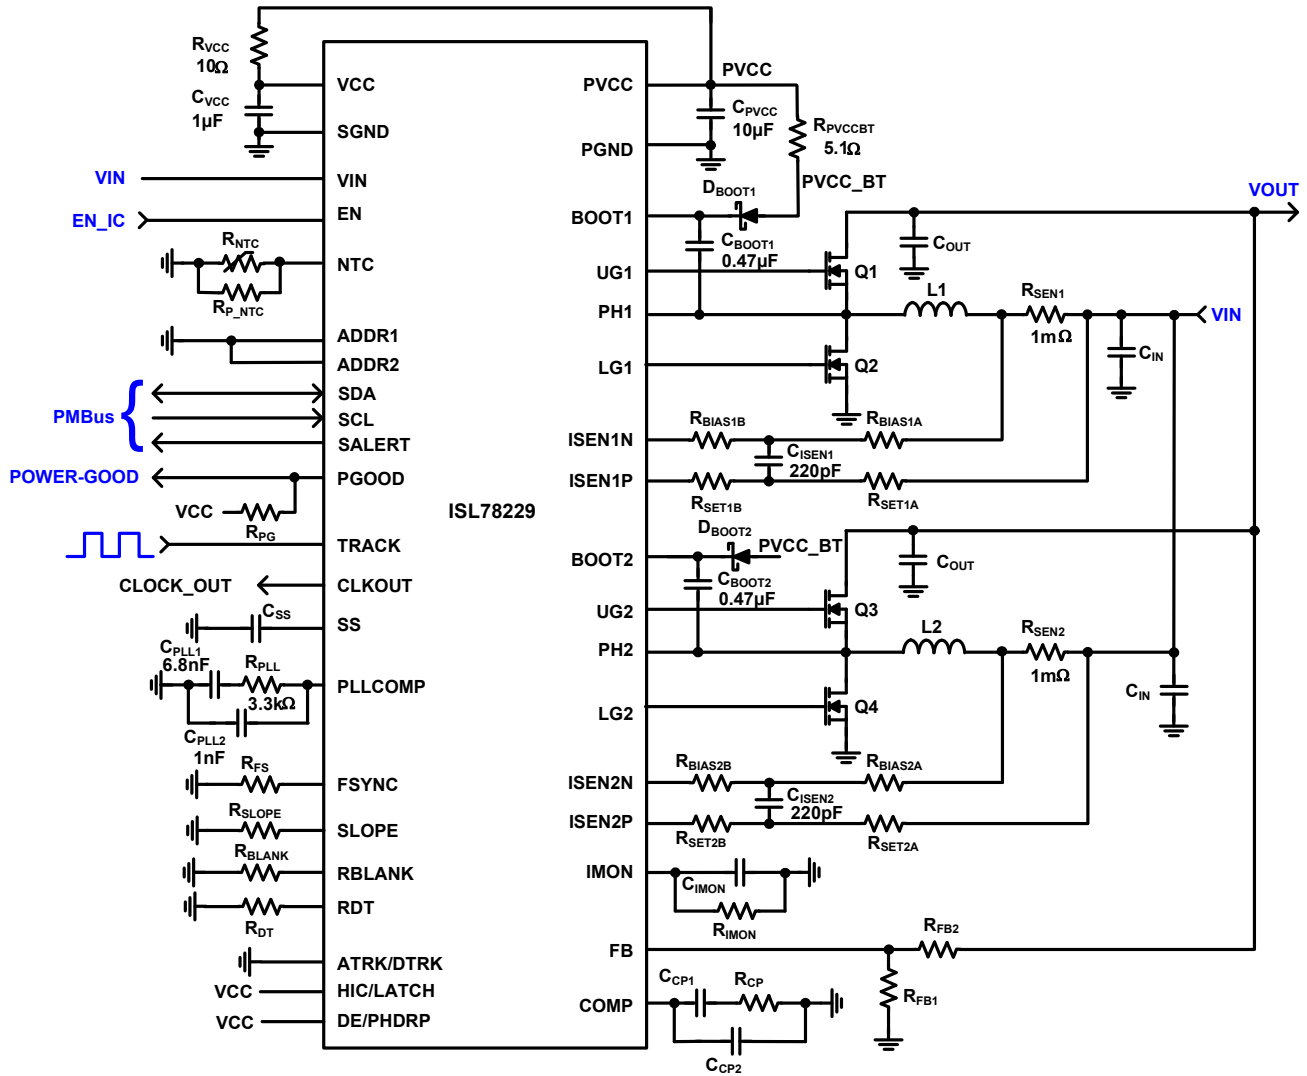 RVCC
10Ω
CVCC
1µF
VCC
SGND
VIN
VIN
EN_IC
EN
RNTC
RP_NTC
NTC
ADDR1
ADDR2
PMBus
SDA
SCL
SALERT
POWER-GOOD
PGOOD
VCC
RPG
TRACK
CLOCK_OUT
CLKOUT
CSS
SS
CPLL1
6.8nF
RPLL
3.3kΩ
CPLL2
1nF
PLLCOMP
RFS
FSYNC
RSLOPE
SLOPE
RBLANK
RBLANK
RDT
RDT
ATRK/DTRK
VCC
HIC/LATCH
VCC
DE/PHDRP
ISL78229
PVCC
PVCC
CPVCC
10µF
RPVCCBT
5.1Ω
PGND
PVCC_BT
DBOOT1
BOOT1
CBOOT1
0.47µF
VOUT
COUT
UG1
Q1
PH1
L1
RSEN1
1mΩ
VIN
CIN
LG1
Q2
ISEN1N
RBIAS1B
RBIAS1A
CISEN1
220pF
ISEN1P
RSET1B
RSET1A
DBOOT2
PVCC_BT
BOOT2
CBOOT2
0.47µF
COUT
UG2
Q3
PH2
L2
RSEN2
1mΩ
CIN
LG2
Q4
ISEN2N
RBIAS2B
RBIAS2A
CISEN2
220pF
ISEN2P
RSET2B
RSET2A
IMON
CIMON
RIMON
FB
RFB2
RFB1
COMP
CCP1
RCP
CCP2